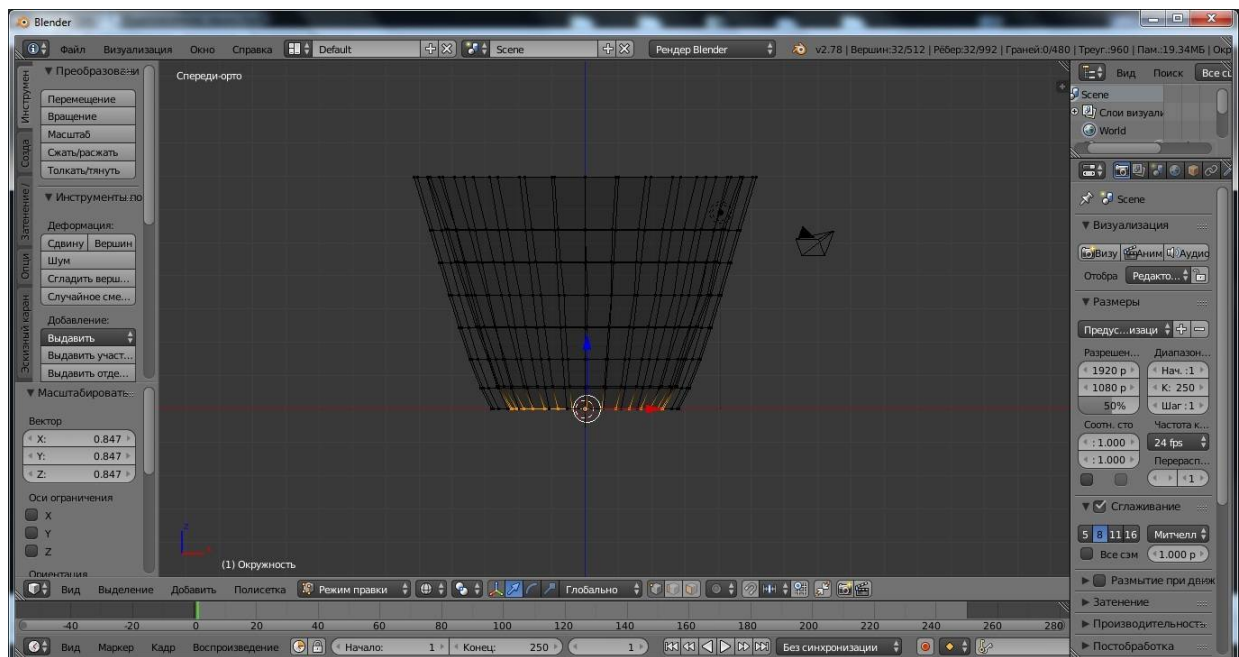 Blender
Файл Визуализация Окно Справка Default Scene Рендер Blender v2.78 | Вершин:32/512 | Рёбер:32/992 | Граней:0/480 | Треуг.:960 | Пам.:19.34МБ | Окр
Инструмен
Созда
Затенение /
Опци
Эскизный каран
Преобразовани
Перемещение
Вращение
Масштаб
Сжать/расжать
Толкать/тянуть
Инструменты по
Деформация:
Сдвину Вершин
Шум
Сгладить верш...
Случайное сме...
Добавление:
Выдавить
Выдавить участ...
Выдавить отде...
Масштабировать
Вектор
X: 0.847
Y: 0.847
Z: 0.847
Оси ограничения
X
Y
Z
Ориентация
Спереди-орто
z
(1) Окружность
Вид Выделение Добавить Полисетка Режим правки Глобально
-40 -20 0 20 40 60 80 100 120 140 160 180 200 220 240 260 280
Вид Маркер Кадр Воспроизведение Начало: 1 Конец: 250 1 Без синхронизации
Вид Поиск Все сц
Scene
Слои визуали
World
Scene
Визуализация
Визу Аним Аудио
Отобра Редакто...
Размеры
Предус...изаци
Разрешен... Диапазон...
1920 p Нач. :1
1080 p К: 250
50% Шаг :1
Соотн. сто Частота к...
: 1.000 24 fps
: 1.000 Перерасп...
1
Сглаживание
5 8 11 16 Митчелл
Все сэм 1.000 p
Размытие при движ
Затенение
Производительность
Постобработка